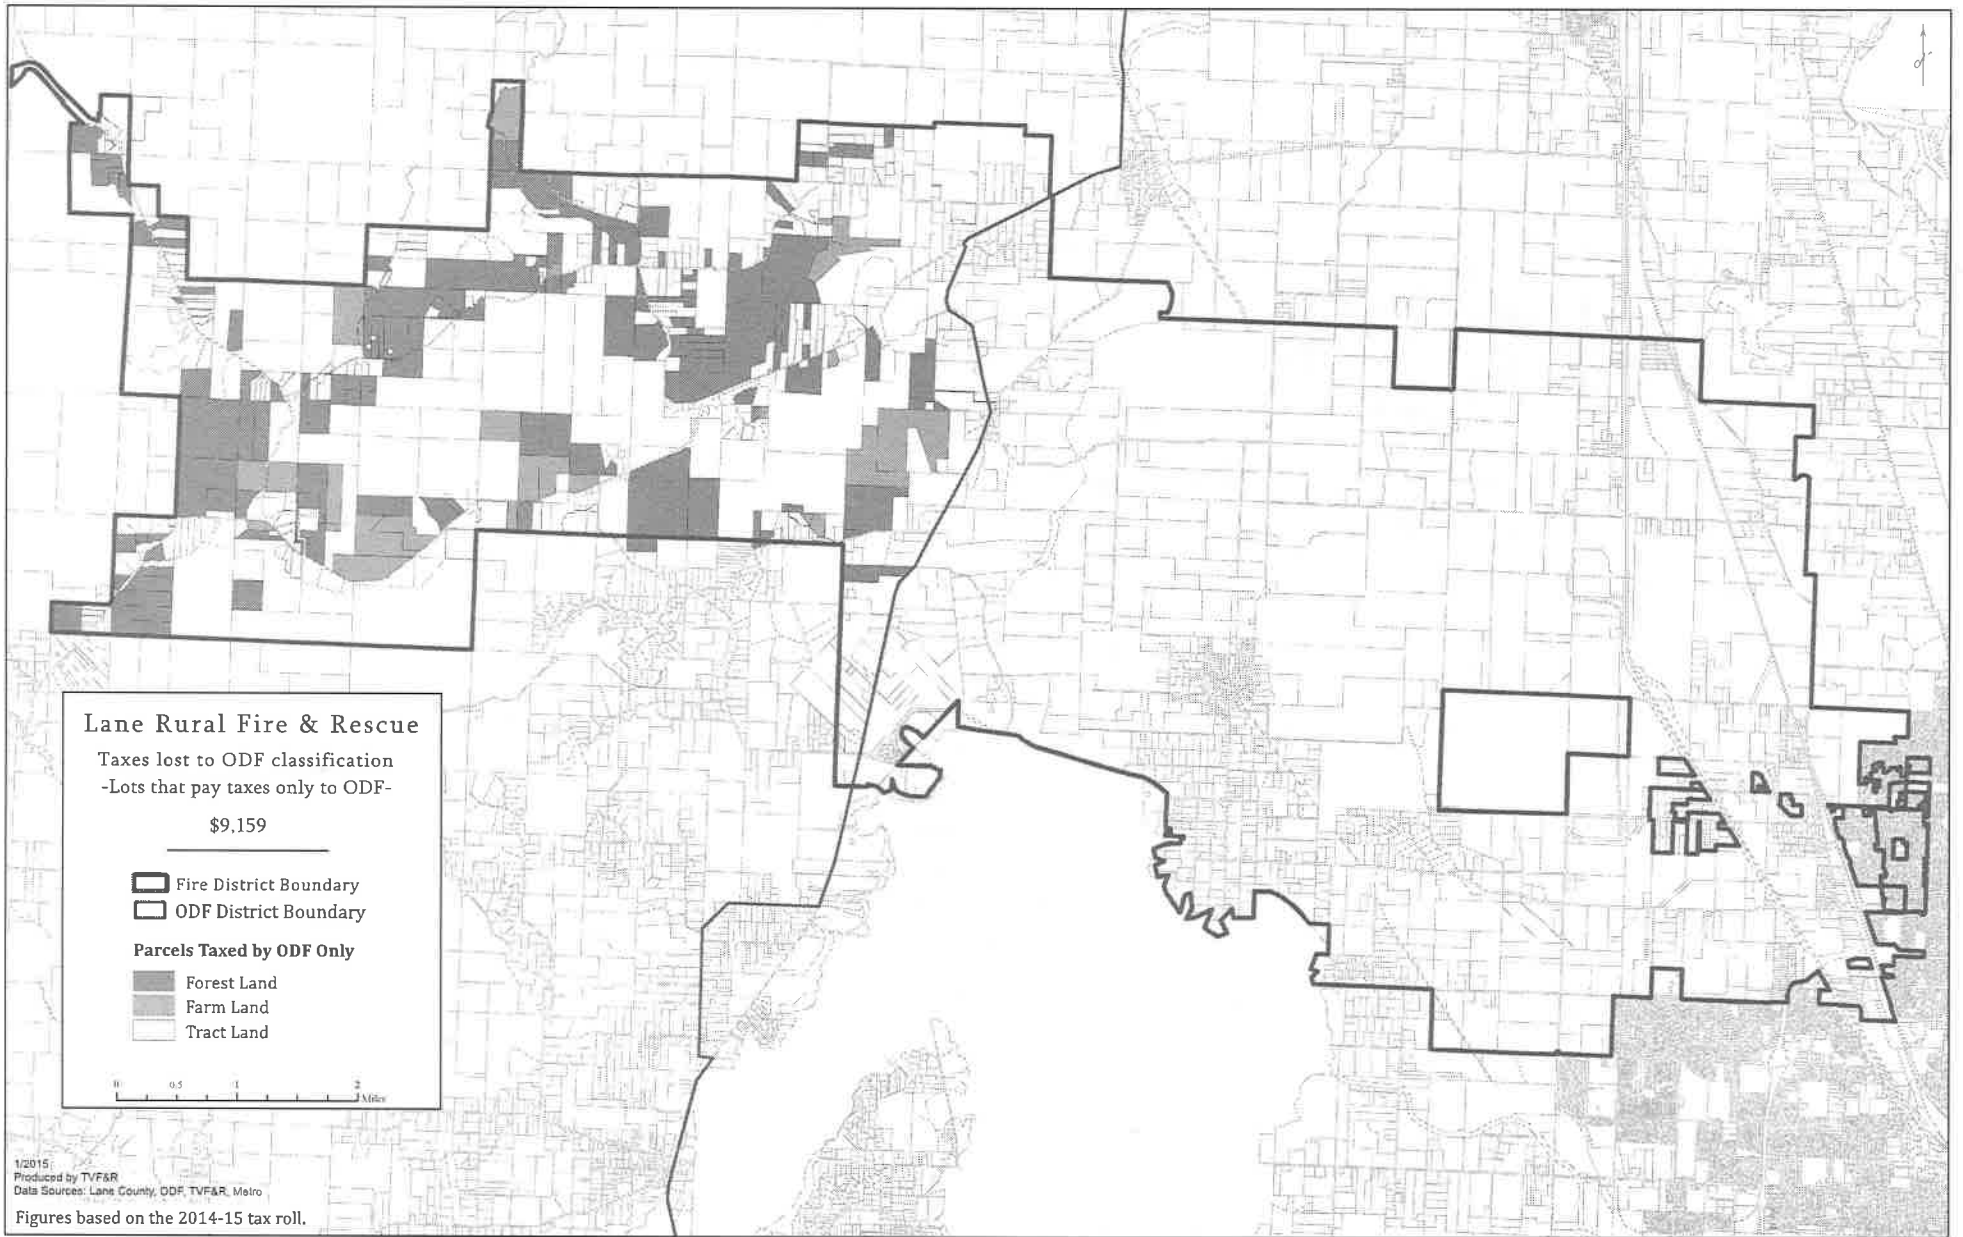 Lane Rural Fire & Rescue
Taxes lost to ODF classification
-Lots that pay taxes only to ODF-
$9,159
Fire District Boundary
ODF District Boundary
Parcels Taxed by ODF Only
Forest Land
Farm Land
Tract Land
0 0.5 1 2
Miles
1/2015
Produced by TVF&R
Data Sources: Lane County, ODF, TVF&R, Metro
Figures based on the 2014-15 tax roll.